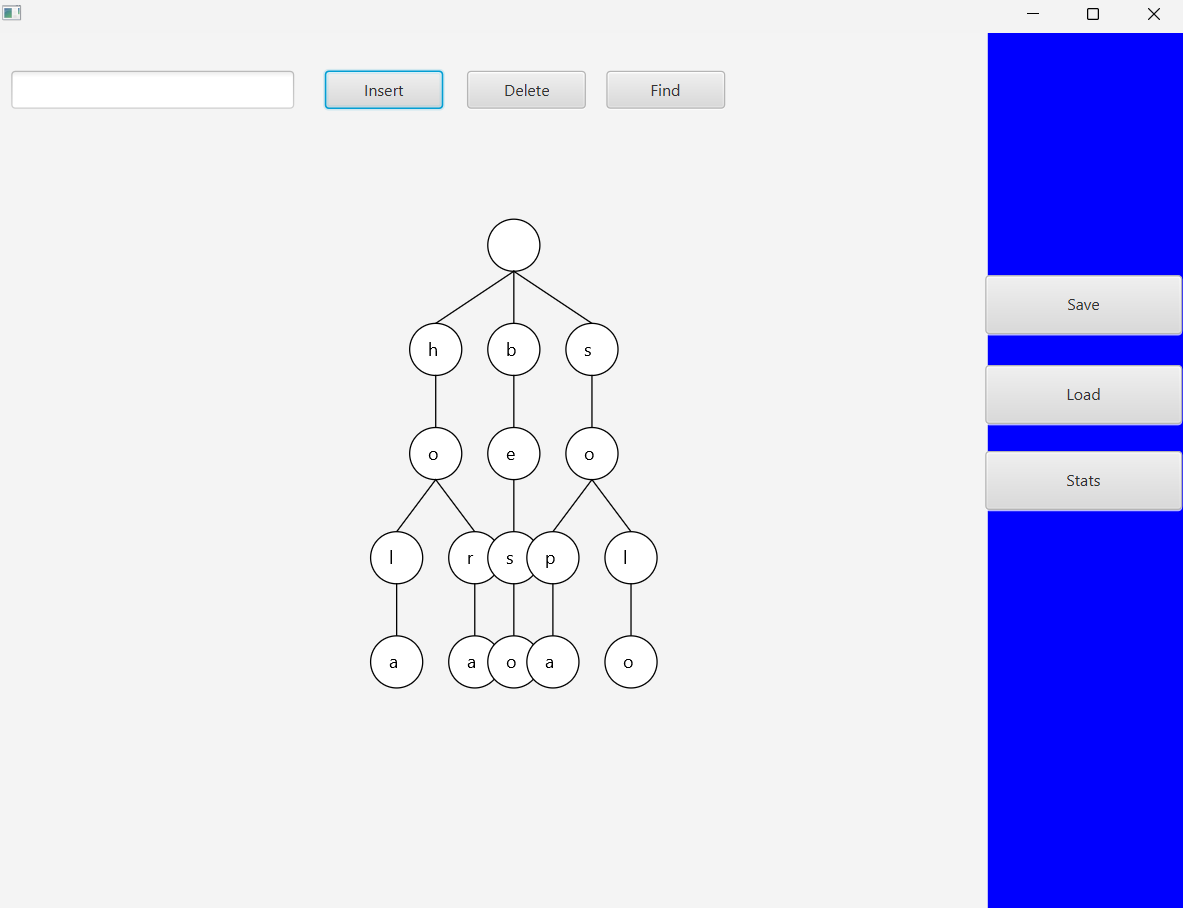 Insert Delete Find
h b s
Save
Load
o e o
Stats
l r s p l
a a o a o